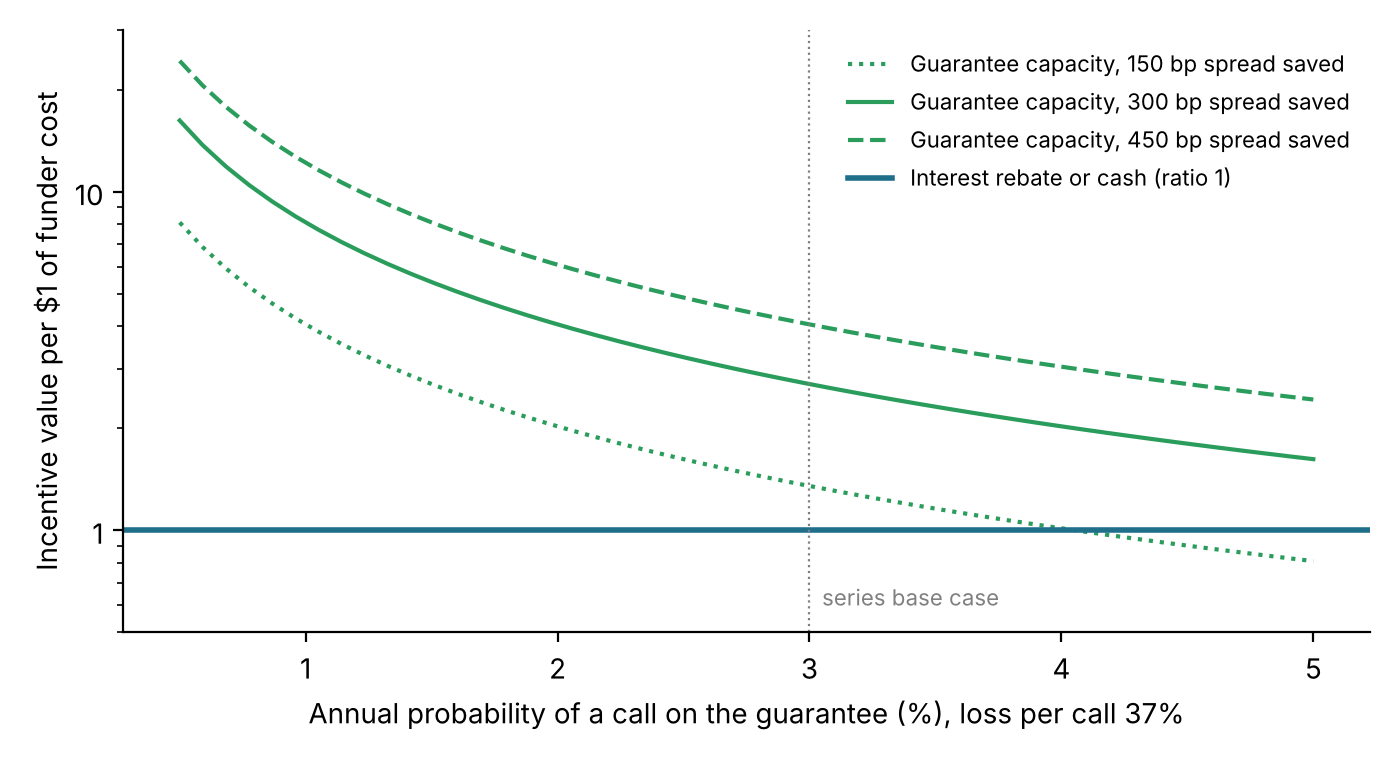 Incentive value per $1 of funder cost
10
1
Guarantee capacity, 150 bp spread saved
Guarantee capacity, 300 bp spread saved
Guarantee capacity, 450 bp spread saved
Interest rebate or cash (ratio 1)
series base case
1 2 3 4 5
Annual probability of a call on the guarantee (%), loss per call 37%